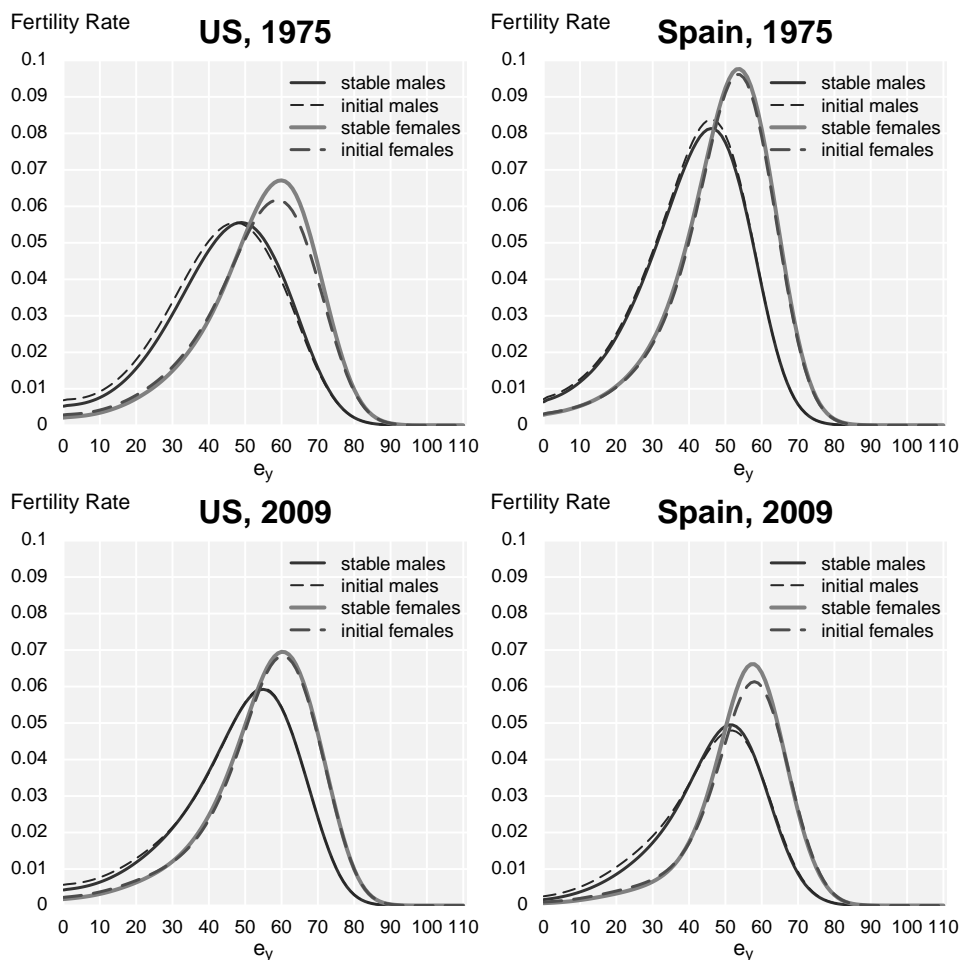 Fertility Rate
US, 1975
0.1
0.09
0.08
0.07
0.06
0.05
0.04
0.03
0.02
0.01
0
stable males
initial males
stable females
initial females
0 10 20 30 40 50 60 70 80 90 100 110
e_y
Fertility Rate
Spain, 1975
0.1
0.09
0.08
0.07
0.06
0.05
0.04
0.03
0.02
0.01
0
stable males
initial males
stable females
initial females
0 10 20 30 40 50 60 70 80 90 100 110
e_y
Fertility Rate
US, 2009
0.1
0.09
0.08
0.07
0.06
0.05
0.04
0.03
0.02
0.01
0
stable males
initial males
stable females
initial females
0 10 20 30 40 50 60 70 80 90 100 110
e_y
Fertility Rate
Spain, 2009
0.1
0.09
0.08
0.07
0.06
0.05
0.04
0.03
0.02
0.01
0
stable males
initial males
stable females
initial females
0 10 20 30 40 50 60 70 80 90 100 110
e_y